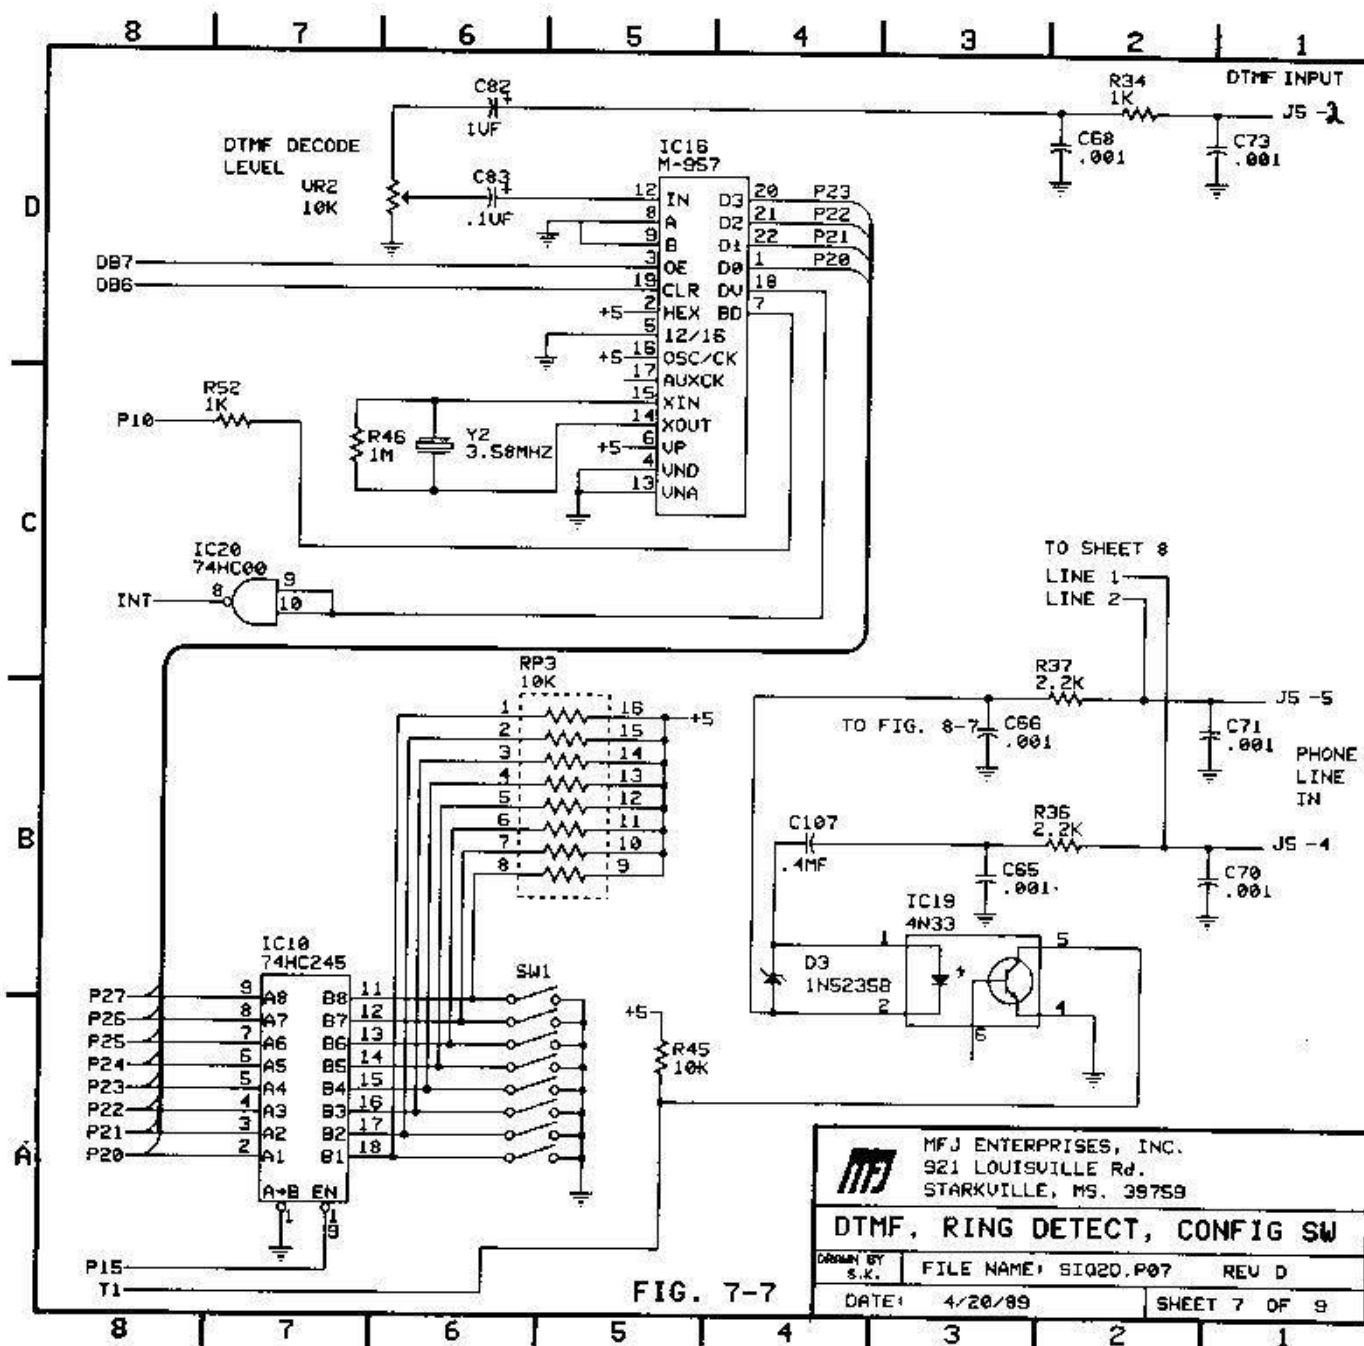 8 7 6 5 4 3 2 1
DTMF INPUT
C82
.1UF
R34
1K
J5 -2
C68
.001
C73
.001
DTMF DECODE
LEVEL
VR2
10K
C83
.1UF
IC16
M-957
12 IN D3 20 P23
8 A D2 21 P22
9 B D1 22 P21
3 OE D0 1 P20
19 CLR DV 18
2 HEX BD 7
5 12/16
16 OSC/CK
17 AUXCK
15 XIN
14 XOUT
6 VP
4 VND
13 VNA
D
DB7
DB6
+5
+5
+5
R52
1K
P10
R46
1M
Y2
3.58MHZ
C
IC20
74HC00
INT
8 9
10
TO SHEET 8
LINE 1
LINE 2
RP3
10K
1 16 +5
2 15
3 14
4 13
5 12
6 11
7 10
8 9
R37
2.2K
J5 -5
TO FIG. 8-7
C66
.001
C71
.001
PHONE
LINE
IN
B
C107
.4MF
R36
2.2K
J5 -4
C65
.001
C70
.001
IC19
4N33
1 5
D3
1N5235B
2 4
6
IC10
74HC245
SW1
P27 9 A8 B8 11
P26 8 A7 B7 12
P25 7 A6 B6 13
P24 6 A5 B5 14
P23 5 A4 B4 15
P22 4 A3 B3 16
P21 3 A2 B2 17
P20 2 A1 B1 18
A→B EN
1 19
A
+5
R45
10K
P15
T1
FIG. 7-7
MFJ
MFJ ENTERPRISES, INC.
921 LOUISVILLE Rd.
STARKVILLE, MS. 39759
DTMF, RING DETECT, CONFIG SW
DRAWN BY
S.K.
FILE NAME: SIG2D.P07 REV D
DATE: 4/20/89 SHEET 7 OF 9
8 7 6 5 4 3 2 1